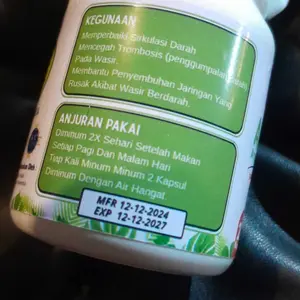 KEGUNAAN
Memperbaiki Sirkulasi Darah
Mencegah Trombosis (penggumpalan darah)
Pada Wasir.
Membantu Penyembuhan Jaringan Yang
Rusak Akibat Wasir Berdarah.
ANJURAN PAKAI
Diminum 2X Sehari Setelah Makan
Setiap Pagi Dan Malam Hari
Tiap Kali Minum Minum 2 Kapsul
Diminum Dengan Air Hangat
MFR 12-12-2024
EXP 12-12-2027